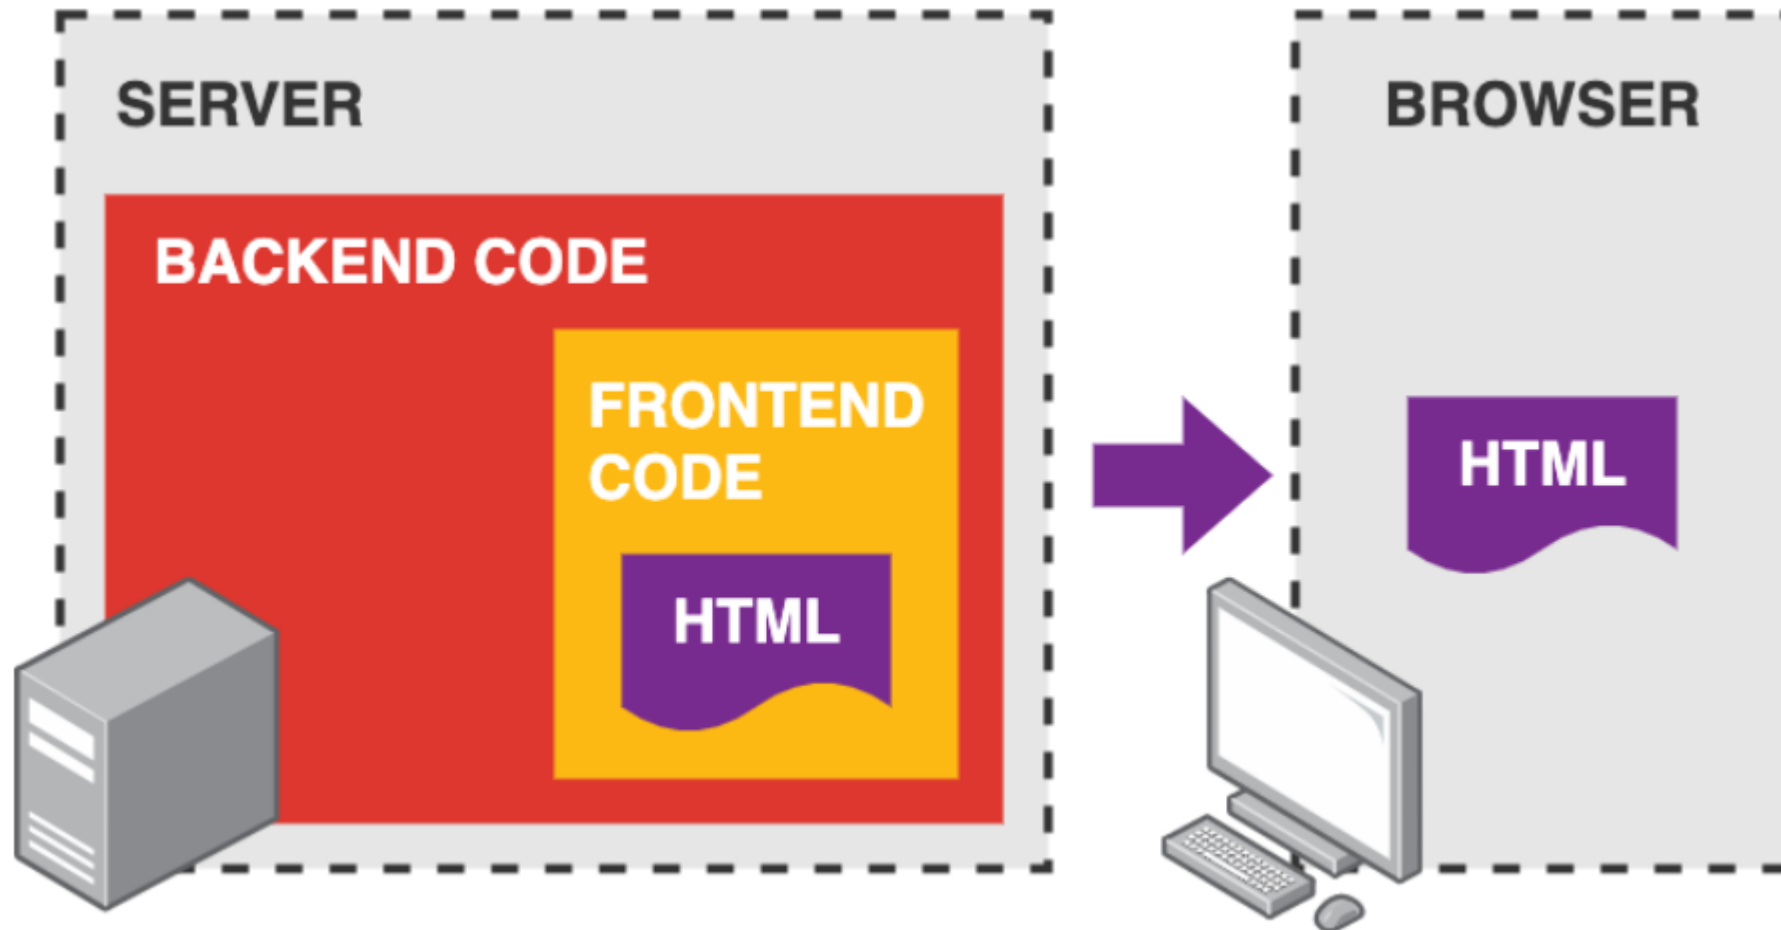 SERVER
BACKEND CODE
FRONTEND
CODE
HTML
BROWSER
HTML